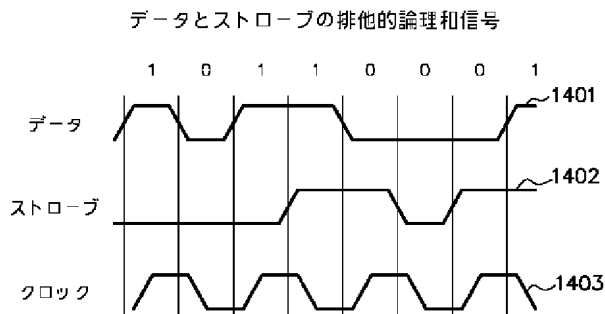 データとストローブの排他的論理和信号
1 0 1 1 0 0 0 1
データ
1401
ストローブ
1402
クロック
1403